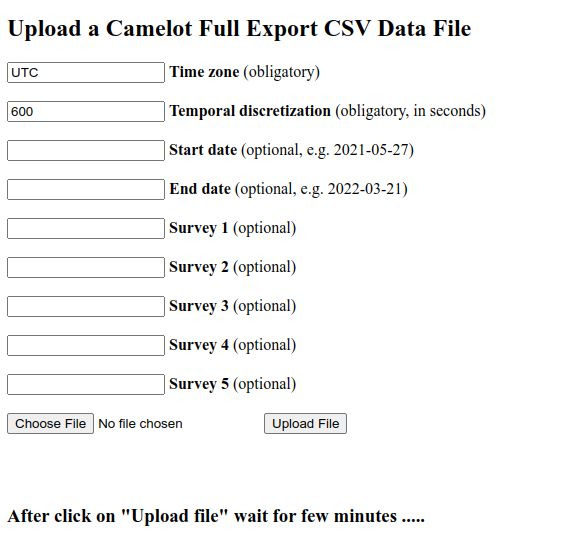 Upload a Camelot Full Export CSV Data File
UTC Time zone (obligatory)
600 Temporal discretization (obligatory, in seconds)
Start date (optional, e.g. 2021-05-27)
End date (optional, e.g. 2022-03-21)
Survey 1 (optional)
Survey 2 (optional)
Survey 3 (optional)
Survey 4 (optional)
Survey 5 (optional)
Choose File No file chosen Upload File
After click on "Upload file" wait for few minutes .....